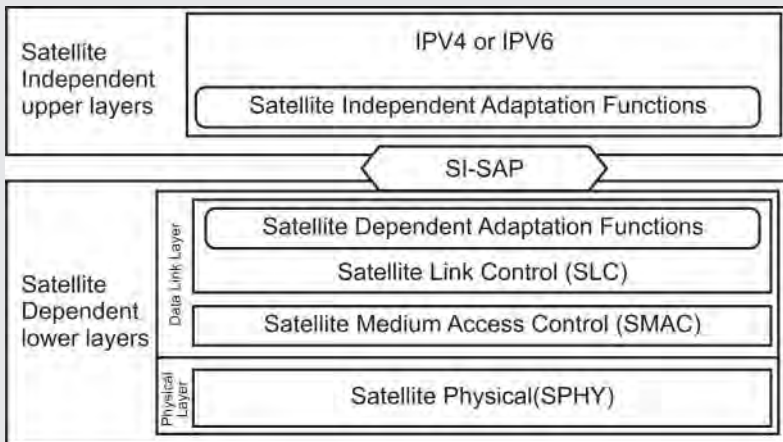 Satellite
Independent
upper layers
IPV4 or IPV6
Satellite Independent Adaptation Functions
SI-SAP
Satellite
Dependent
lower layers
Data Link Layer
Satellite Dependent Adaptation Functions
Satellite Link Control (SLC)
Satellite Medium Access Control (SMAC)
Physical
Layer
Satellite Physical(SPHY)